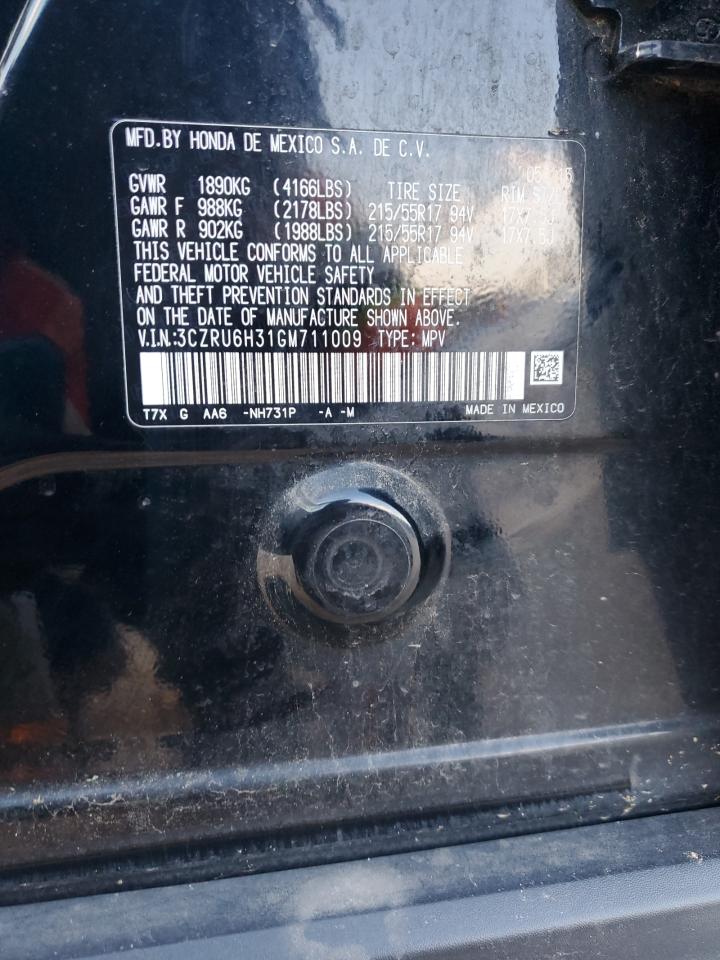 MFD.BY HONDA DE MEXICO S.A. DE C.V.
GVWR 1890KG (4166LBS) TIRE SIZE RIM
GAWR F 988KG (2178LBS) 215/55R17 94V 17X7.5J
GAWR R 902KG (1988LBS) 215/55R17 94V 17X7.5J
THIS VEHICLE CONFORMS TO ALL APPLICABLE
FEDERAL MOTOR VEHICLE SAFETY
AND THEFT PREVENTION STANDARDS IN EFFECT
ON THE DATE OF MANUFACTURE SHOWN ABOVE.
V.I.N:3CZRU6H31GM711009 TYPE: MPV
T7X G AA6 -NH731P -A -M MADE IN MEXICO